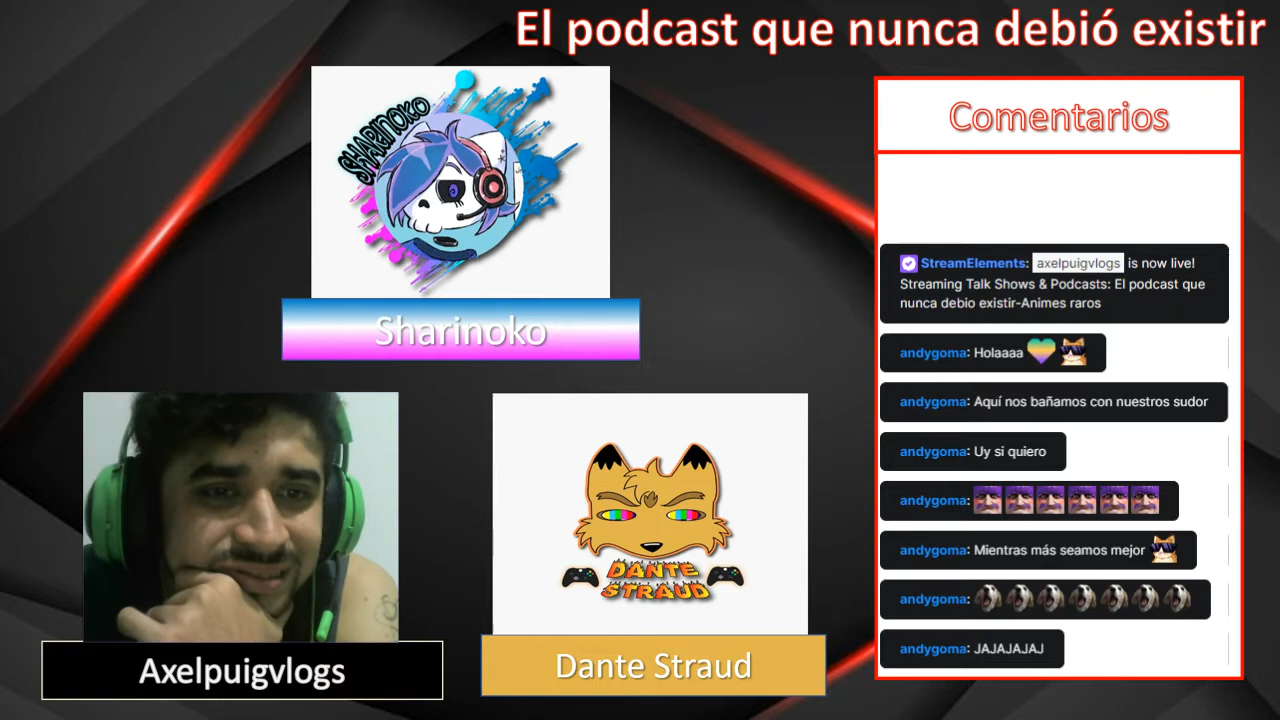 El podcast que nunca debió existir
SHARINOKO
Sharinoko
Axelpuigvlogs
DANTE
STRAUD
Dante Straud
Comentarios
StreamElements: axelpuigvlogs is now live!
Streaming Talk Shows & Podcasts: El podcast que
nunca debio existir-Animes raros
andygoma: Holaaaa
andygoma: Aquí nos bañamos con nuestros sudor
andygoma: Uy si quiero
andygoma:
andygoma: Mientras más seamos mejor
andygoma:
andygoma: JAJAJAJAJ